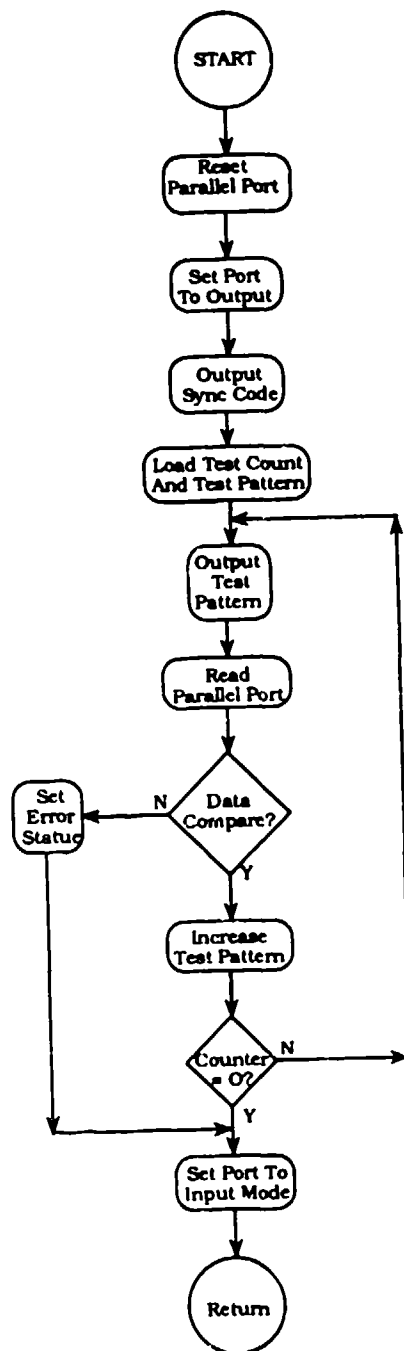 START
Reset
Parallel Port
Set Port
To Output
Output
Sync Code
Load Test Count
And Test Pattern
Output
Test
Pattern
Read
Parallel Port
Set
Error
Status
N
Data
Compare?
Y
Increase
Test Pattern
Counter
= 0?
N
Y
Set Port To
Input Mode
Return